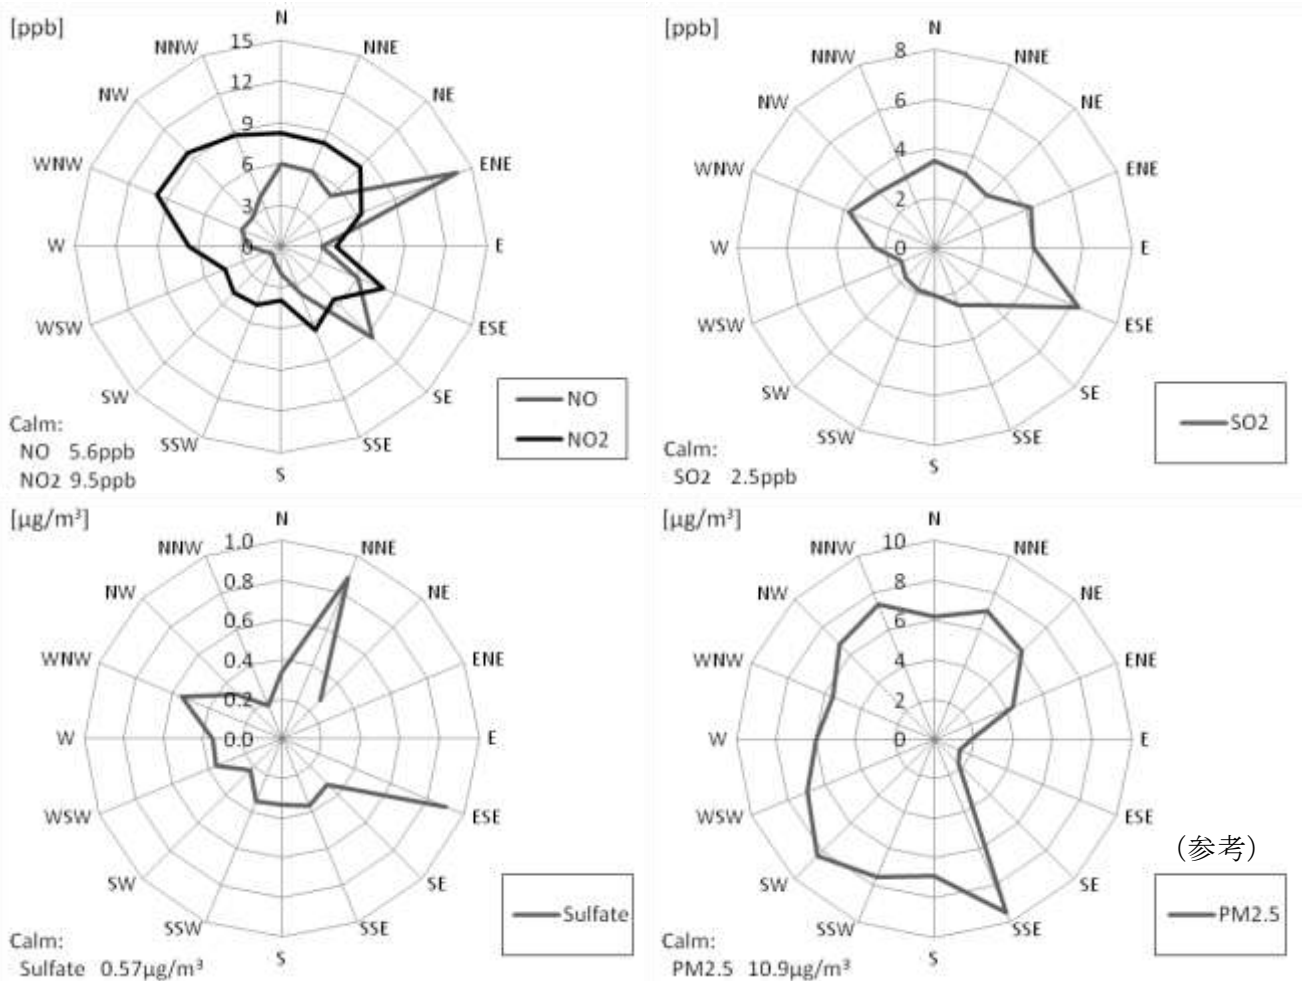 [ppb]
N
15
NNW
NNE
12
NW
NE
9
6
WNW
ENE
3
W
0
E
WSW
ESE
SW
SE
SSW
SSE
S
Calm:
NO 5.6ppb
NO2 9.5ppb
NO
NO2
[ppb]
N
8
NNW
NNE
6
NW
NE
4
WNW
ENE
2
W
0
E
WSW
ESE
SW
SE
SSW
SSE
S
Calm:
SO2 2.5ppb
SO2
[µg/m³]
N
1.0
NNW
NNE
0.8
NW
NE
0.6
0.4
WNW
ENE
0.2
W
0.0
E
WSW
ESE
SW
SE
SSW
SSE
S
Calm:
Sulfate 0.57µg/m³
Sulfate
[µg/m³]
N
10
NNW
NNE
8
NW
NE
6
4
WNW
ENE
2
W
0
E
WSW
ESE
SW
SE
SSW
SSE
S
Calm:
PM2.5 10.9µg/m³
(参考)
PM2.5